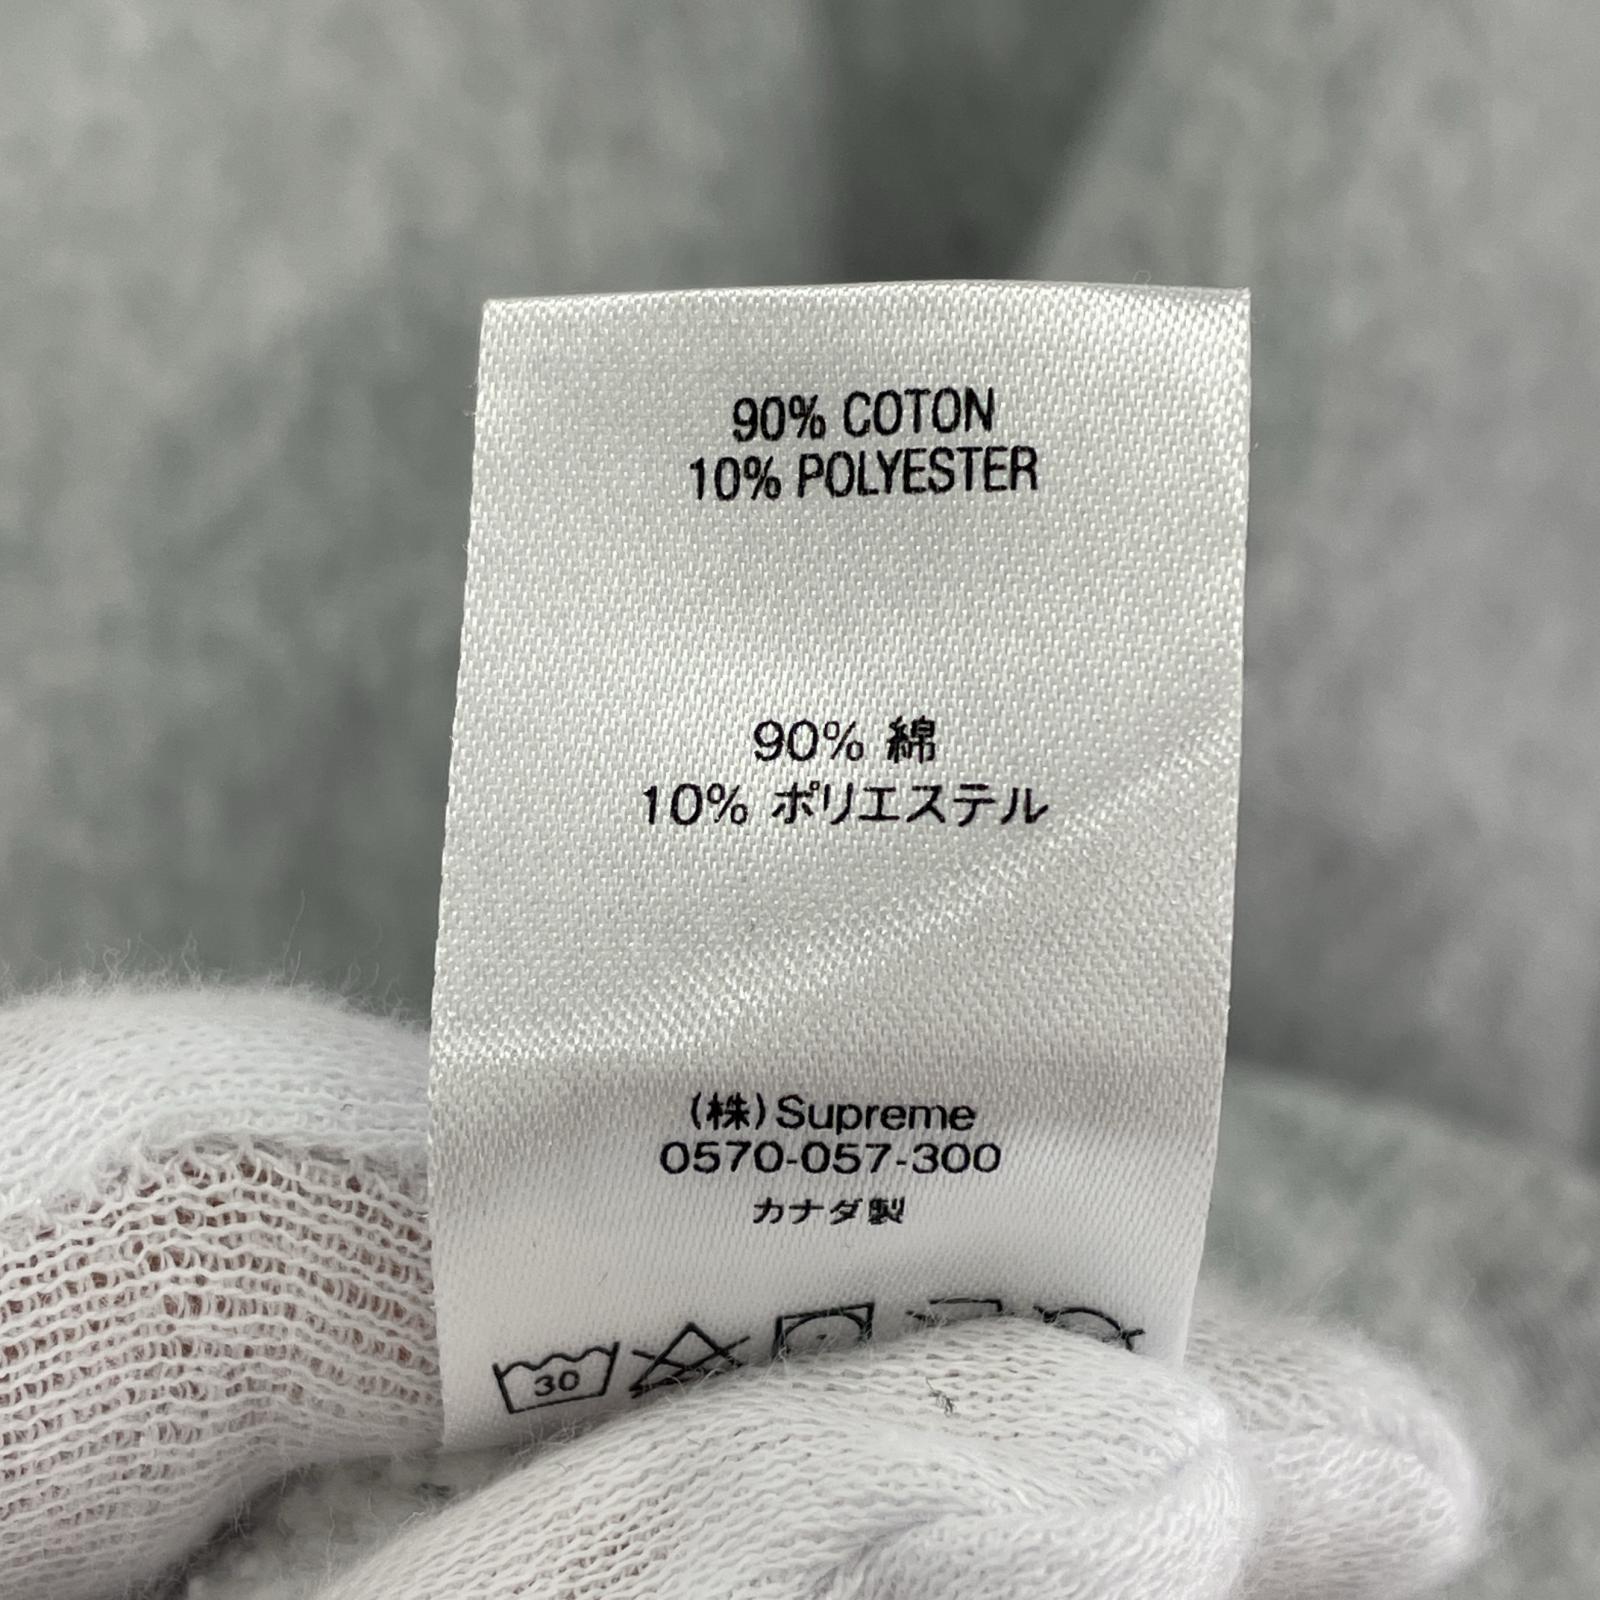 90% COTON
10% POLYESTER
90% 綿
10% ポリエステル
(株)Supreme
0570-057-300
カナダ製
30